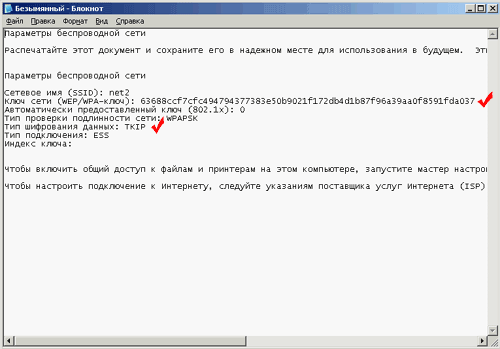 Безымянный - Блокнот
Файл Правка Формат Вид Справка
Параметры беспроводной сети
Распечатайте этот документ и сохраните его в надежном месте для использования в будущем. Эт
Параметры беспроводной сети
Сетевое имя (SSID): net2
Ключ сети (WEP/WPA-ключ): 63688ccf7cfc494794377383e50b9021f172db4d1b87f96a39aa0f8591fda037
Автоматически предоставленный ключ (802.1x): 0
Тип проверки подлинности сети: WPAPSK
Тип шифрования данных: TKIP
Тип подключения: ESS
Индекс ключа:
Чтобы включить общий доступ к файлам и принтерам на этом компьютере, запустите мастер настро
Чтобы настроить подключение к Интернету, следуйте указаниям поставщика услуг Интернета (ISP)